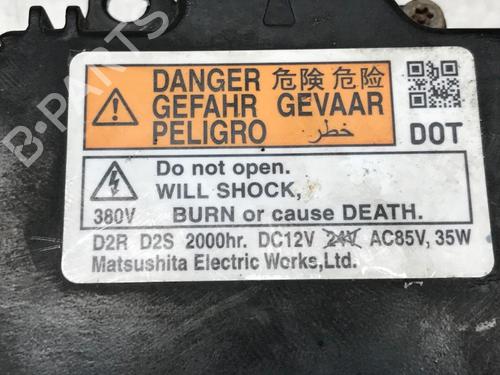 DANGER 危険 危险
GEFAHR GEVAAR
PELIGRO خطر
DOT
Do not open.
WILL SHOCK,
380V BURN or cause DEATH.
D2R D2S 2000hr. DC12V 24V AC85V, 35W
Matsushita Electric Works,Ltd.
B-PARTS